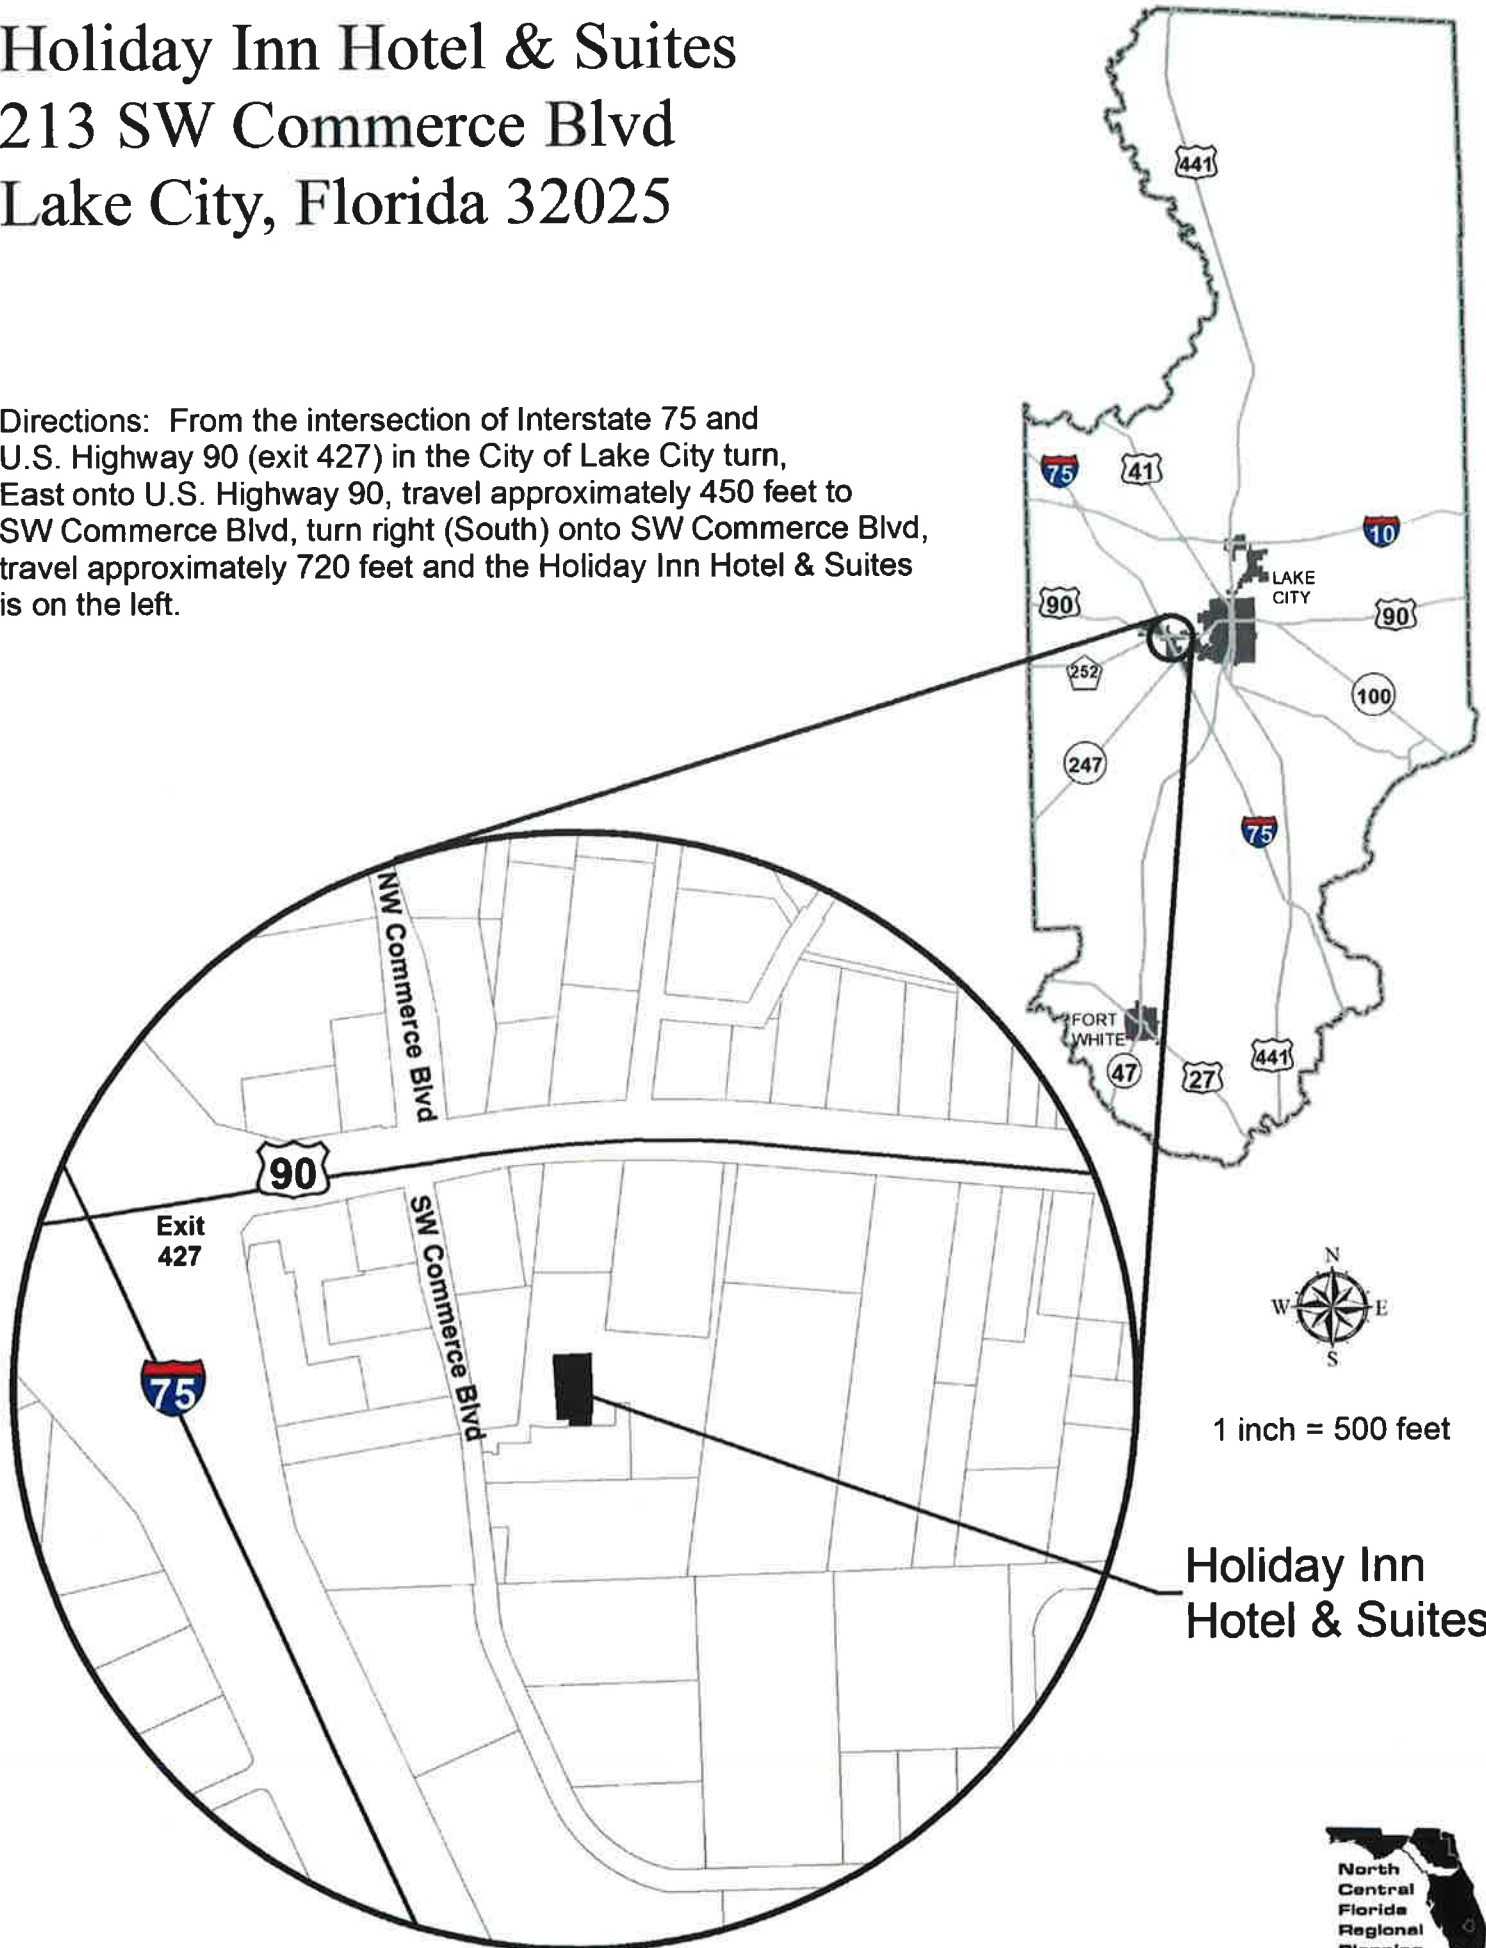 Holiday Inn Hotel & Suites
213 SW Commerce Blvd
Lake City, Florida 32025
Directions: From the intersection of Interstate 75 and
U.S. Highway 90 (exit 427) in the City of Lake City turn,
East onto U.S. Highway 90, travel approximately 450 feet to
SW Commerce Blvd, turn right (South) onto SW Commerce Blvd,
travel approximately 720 feet and the Holiday Inn Hotel & Suites
is on the left.
441
75
41
10
LAKE
CITY
90
90
252
100
247
75
FORT
WHITE
47
27
441
NW Commerce Blvd
90
Exit
427
SW Commerce Blvd
75
N
W
E
S
1 inch = 500 feet
Holiday Inn
Hotel & Suites
North
Central
Florida
Regional
Planning